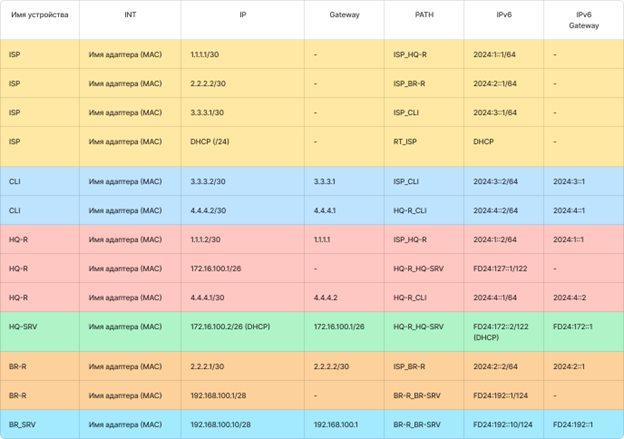 Имя устройства INT IP Gateway PATH IPv6 IPv6
Gateway
ISP Имя адаптера (MAC) 1.1.1.1/30 - ISP_HQ-R 2024:1::1/64 -
ISP Имя адаптера (MAC) 2.2.2.2/30 - ISP_BR-R 2024:2::1/64 -
ISP Имя адаптера (MAC) 3.3.3.1/30 - ISP_CLI 2024:3::1/64 -
ISP Имя адаптера (MAC) DHCP (/24) - RT_ISP DHCP -
CLI Имя адаптера (MAC) 3.3.3.2/30 3.3.3.1 ISP_CLI 2024:3::2/64 2024:3::1
CLI Имя адаптера (MAC) 4.4.4.2/30 4.4.4.1 HQ-R_CLI 2024:4::2/64 2024:4::1
HQ-R Имя адаптера (MAC) 1.1.1.2/30 1.1.1.1 ISP_HQ-R 2024:1::2/64 2024:1::1
HQ-R Имя адаптера (MAC) 172.16.100.1/26 - HQ-R_HQ-SRV FD24:127::1/122 -
HQ-R Имя адаптера (MAC) 4.4.4.1/30 4.4.4.2 HQ-R_CLI 2024:4::1/64 2024:4::2
HQ-SRV Имя адаптера (MAC) 172.16.100.2/26 (DHCP) 172.16.100.1/26 HQ-R_HQ-SRV FD24:172::2/122 FD24:172::1
(DHCP)
BR-R Имя адаптера (MAC) 2.2.2.1/30 2.2.2.2/30 ISP_BR-R 2024:2::2/64 2024:2::1
BR-R Имя адаптера (MAC) 192.168.100.1/28 - BR-R_BR-SRV FD24:192::1/124 -
BR_SRV Имя адаптера (MAC) 192.168.100.10/28 192.168.100.1 BR-R_BR-SRV FD24:192::10/124 FD24:192::1